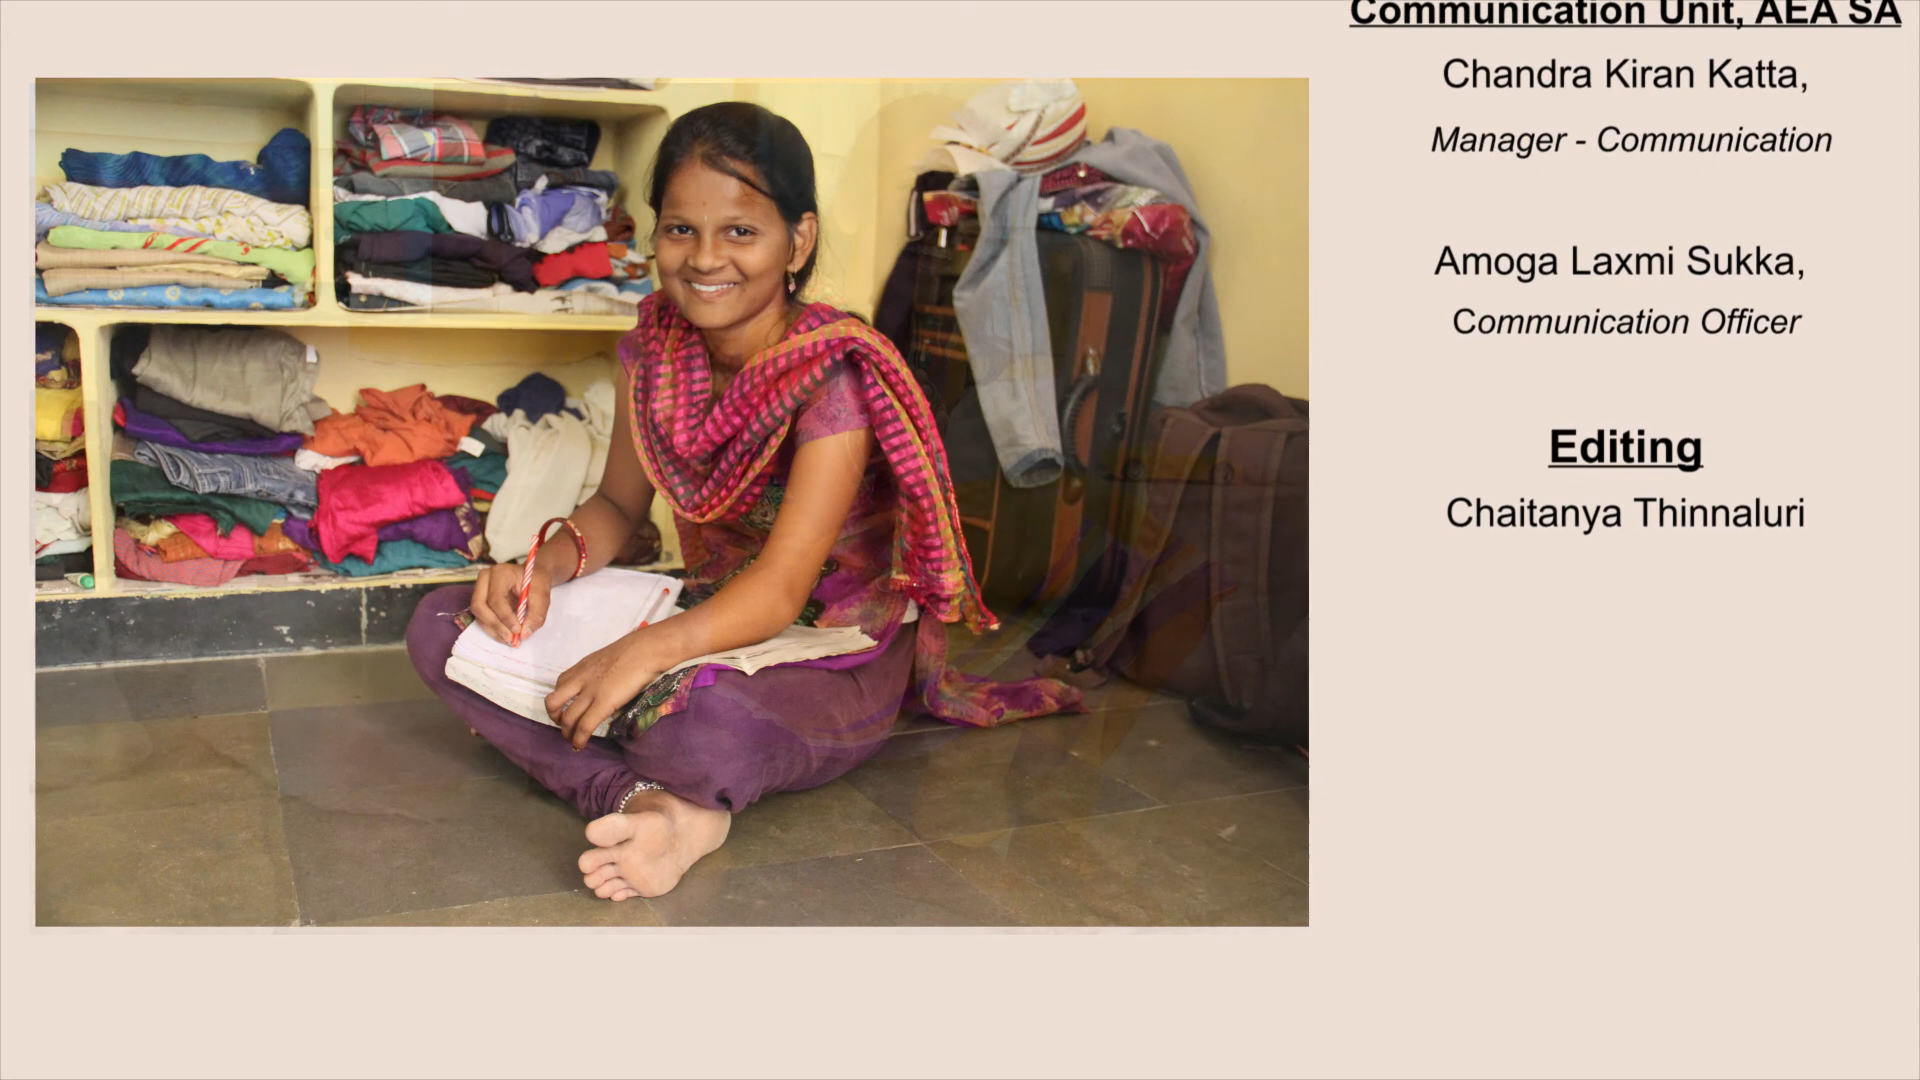 Communication Unit, AEA SA
Chandra Kiran Katta,
Manager - Communication
Amoga Laxmi Sukka,
Communication Officer
Editing
Chaitanya Thinnaluri